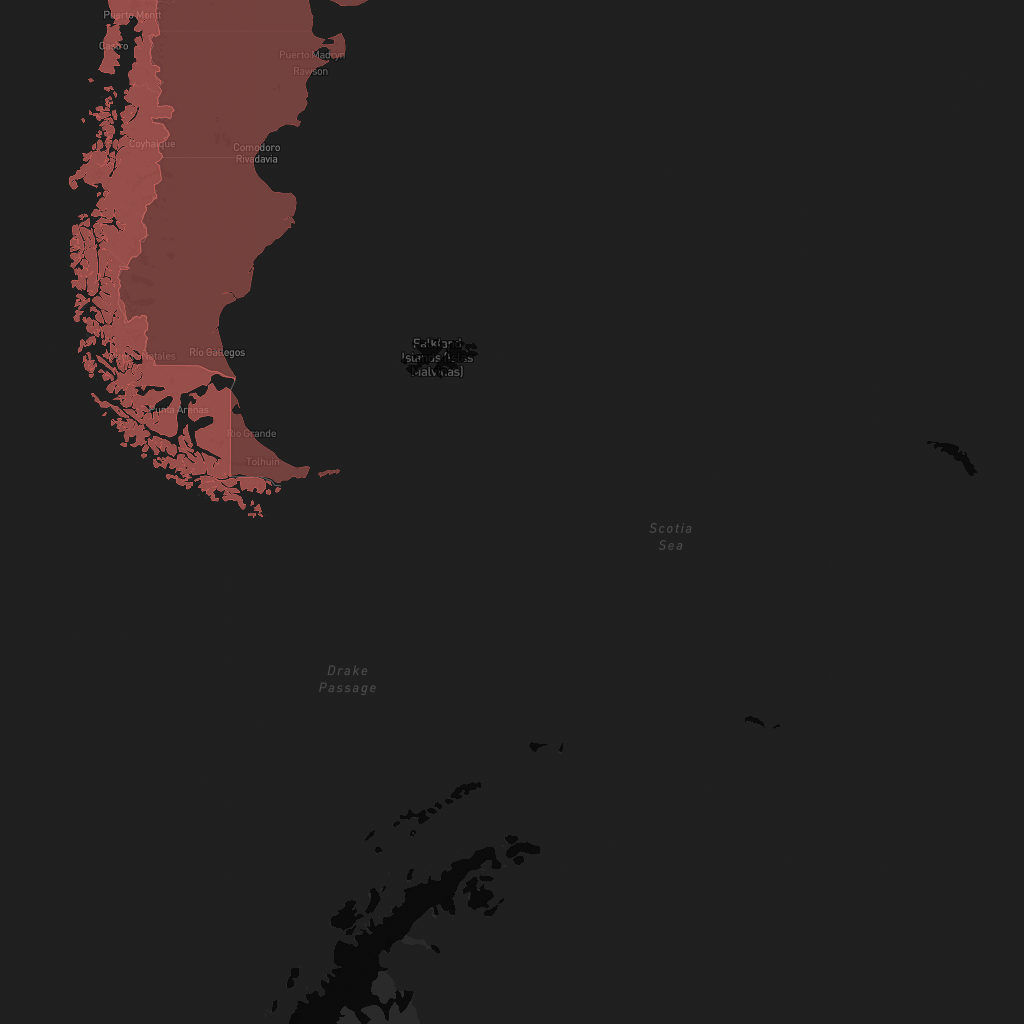 Puerto Montt
Castro
Puerto Madryn
Rawson
Coyhaique
Comodoro
Rivadavia
Falkland
Islands (Islas
Malvinas)
Río Gallegos
Natales
Punta Arenas
Río Grande
Tolhuin
Scotia
Sea
Drake
Passage